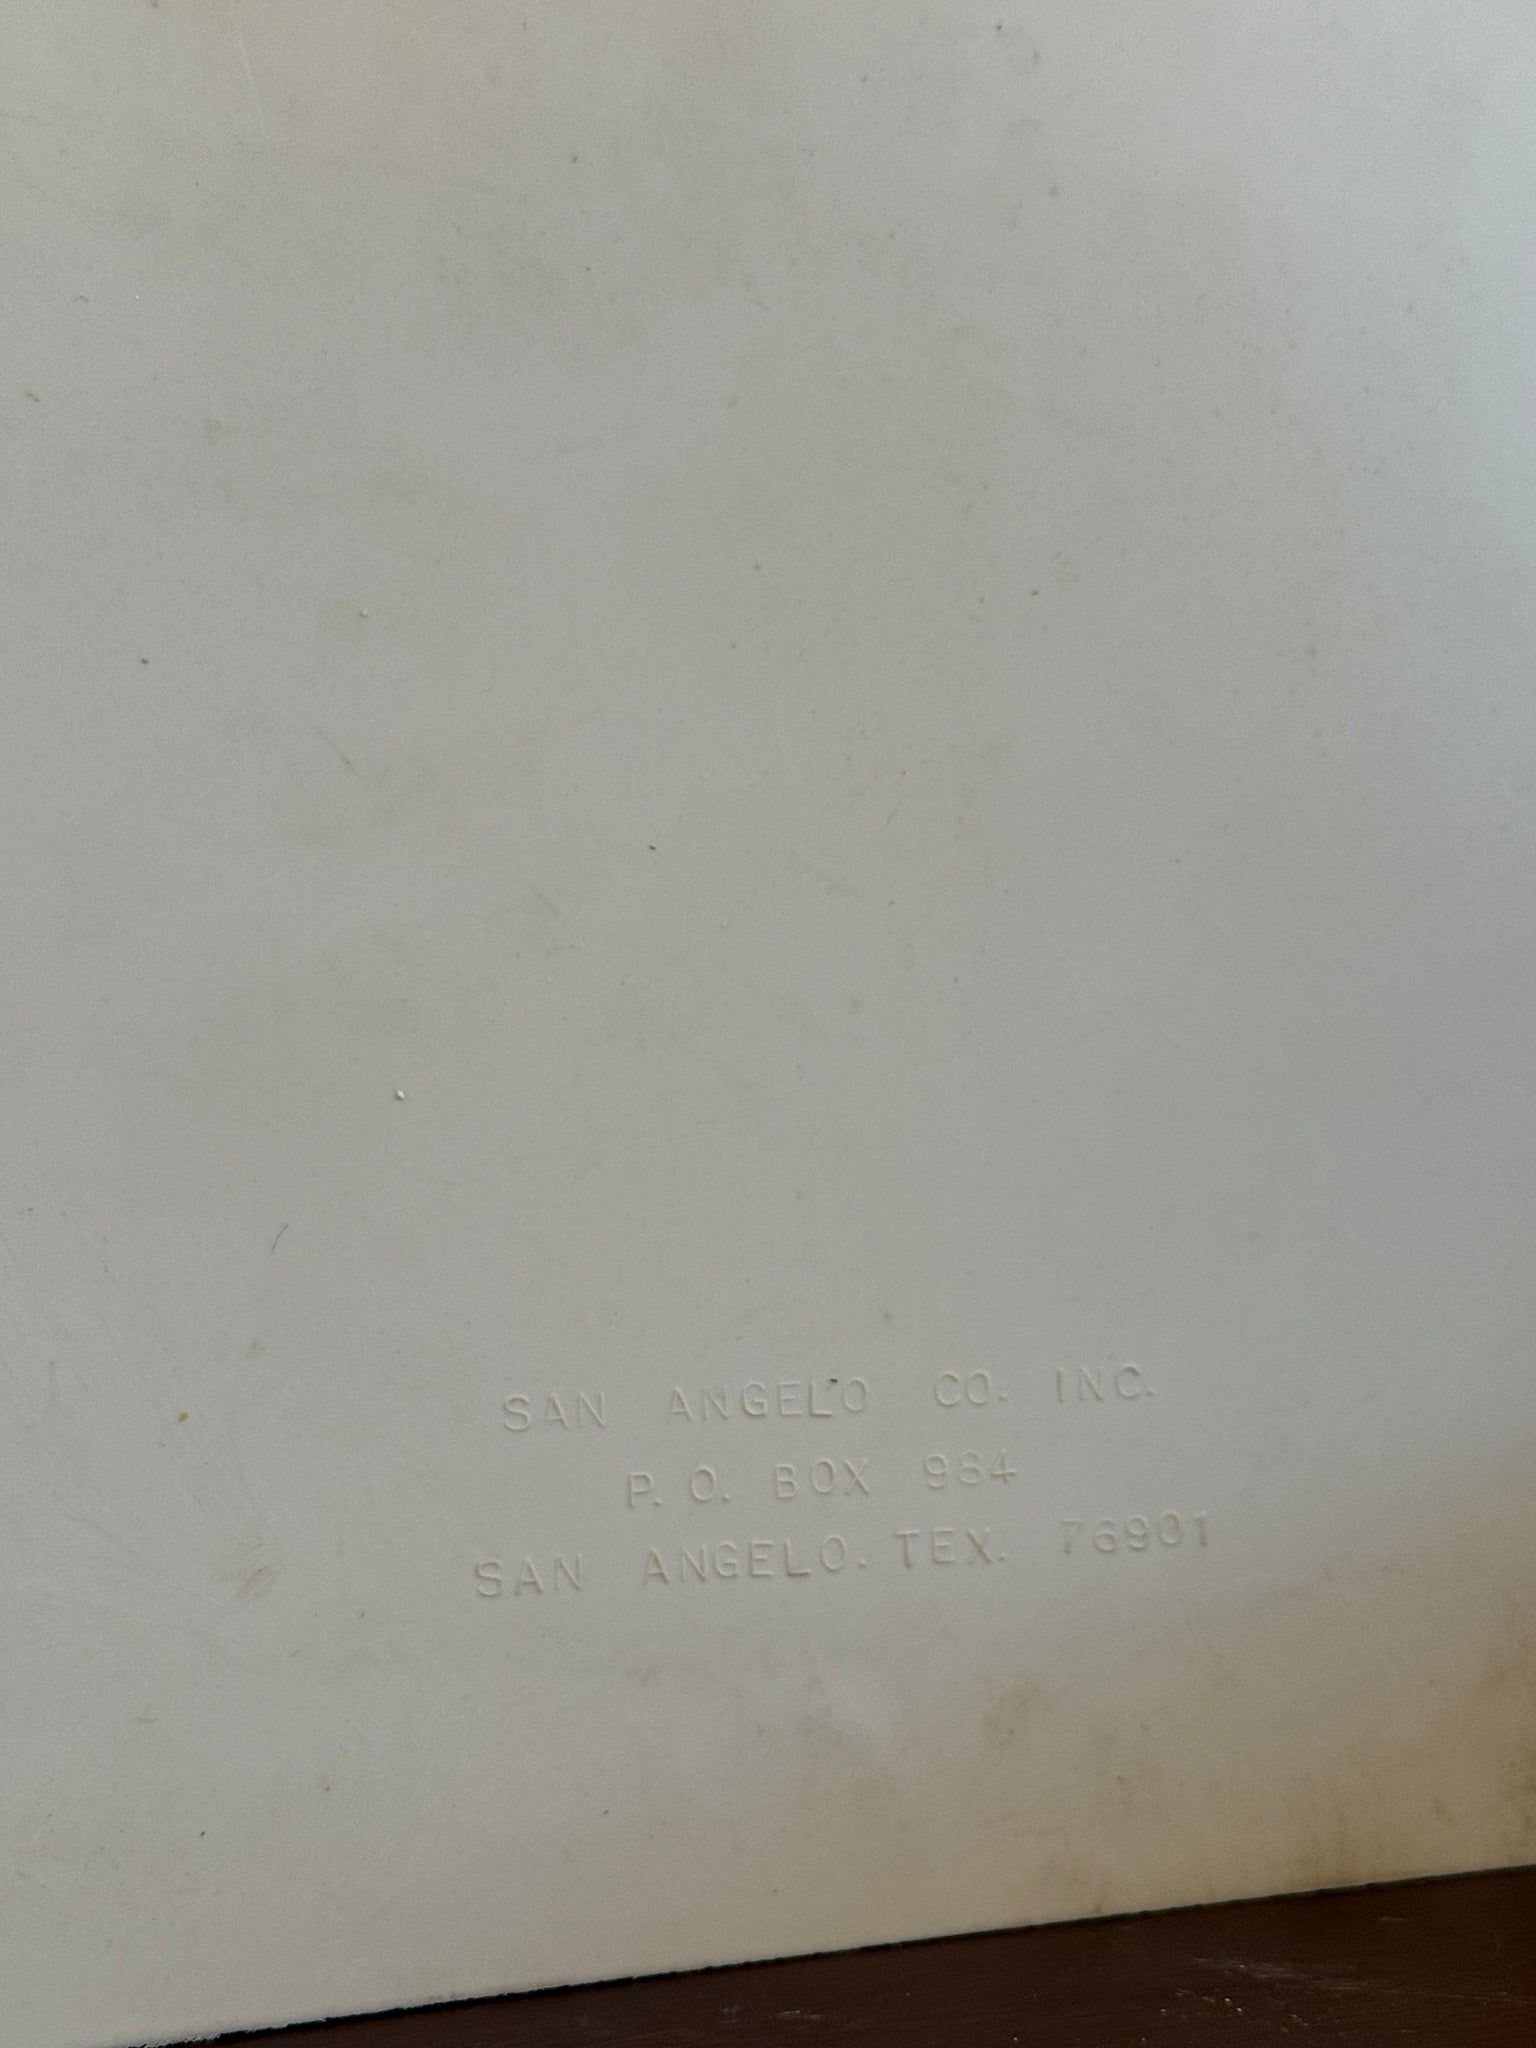 SAN ANGELO CO. INC.
P. O. BOX 984
SAN ANGELO. TEX. 76901